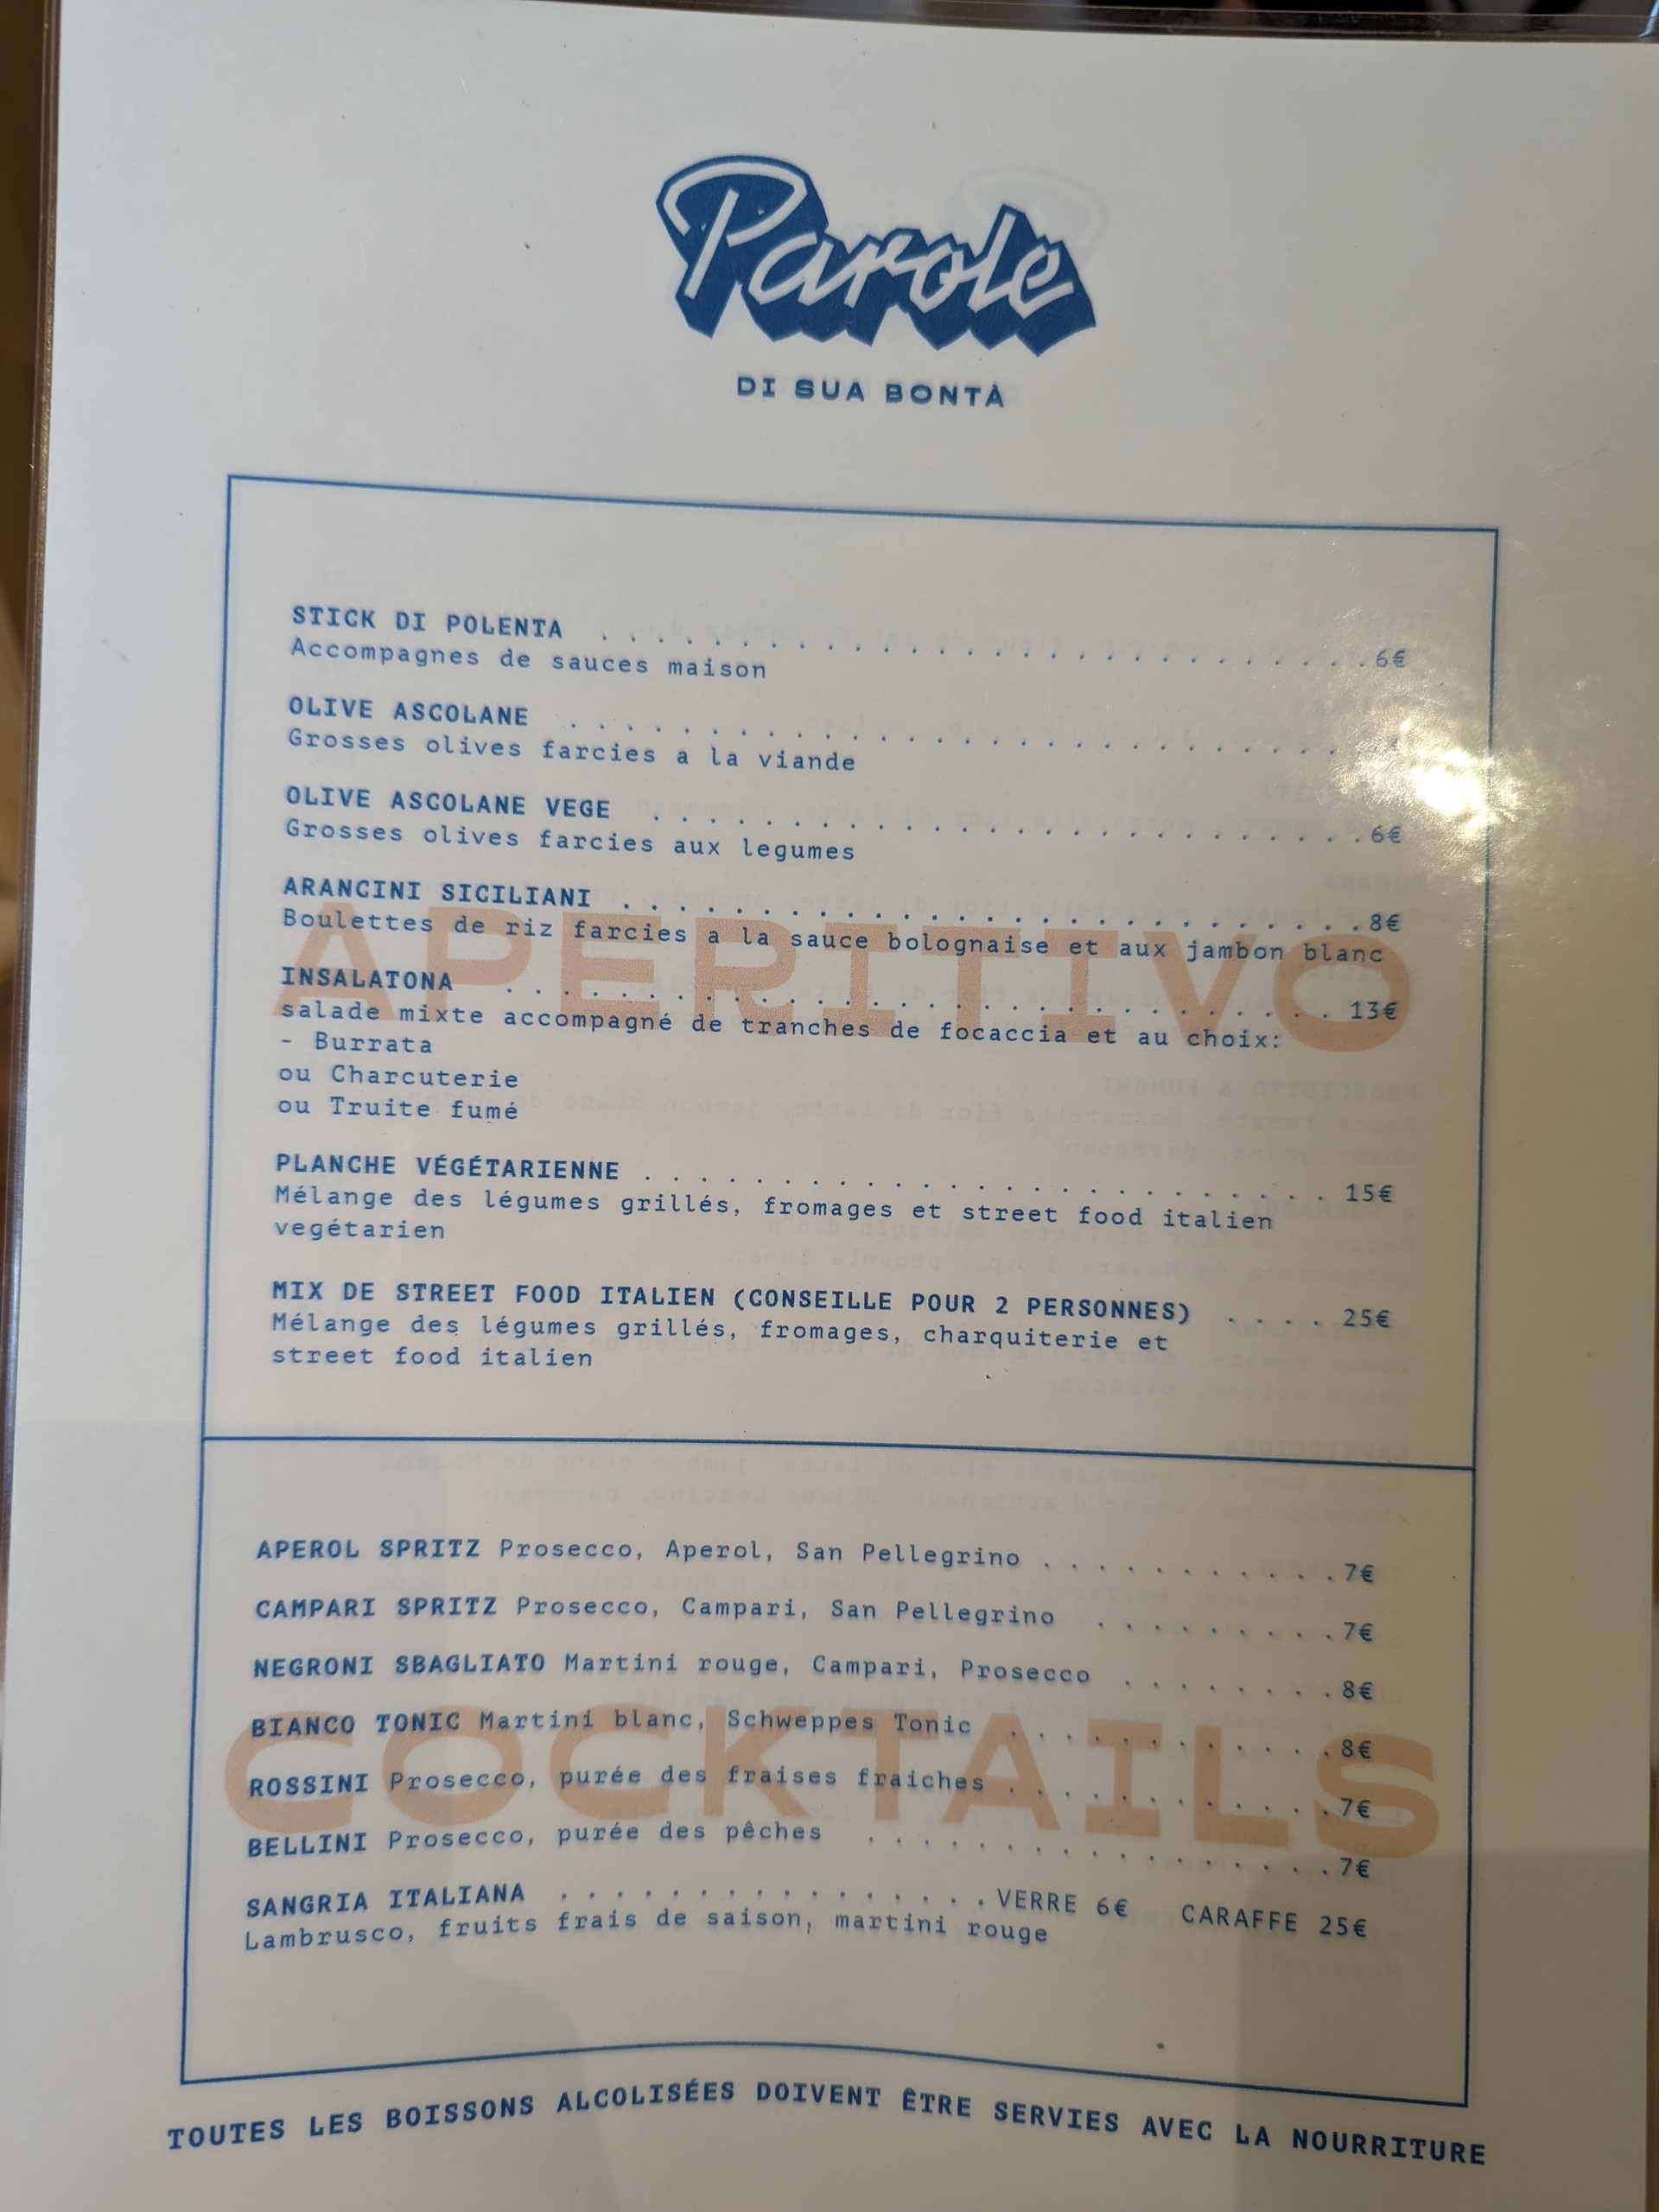 Parole
DI SUA BONTÀ
STICK DI POLENTA . . . . . . . . . . . . . . . . . . . . . . . . . . . . 6€
Accompagnes de sauces maison
OLIVE ASCOLANE . . . . . . . . . . . . . . . . . . . . . . . . . . . .
Grosses olives farcies a la viande
OLIVE ASCOLANE VEGE . . . . . . . . . . . . . . . . . . . . . . . . . . 6€
Grosses olives farcies aux legumes
ARANCINI SICILIANI . . . . . . . . . . . . . . . . . . . . . . . . . . . 8€
Boulettes de riz farcies a la sauce bolognaise et aux jambon blanc
APERITIVO
INSALATONA . . . . . . . . . . . . . . . . . . . . . . . . . . . . . . 13€
salade mixte accompagné de tranches de focaccia et au choix:
- Burrata
ou Charcuterie
ou Truite fumé
PLANCHE VÉGÉTARIENNE . . . . . . . . . . . . . . . . . . . . . . . . . 15€
Mélange des légumes grillés, fromages et street food italien
vegétarien
MIX DE STREET FOOD ITALIEN (CONSEILLE POUR 2 PERSONNES) . . . . 25€
Mélange des légumes grillés, fromages, charquiterie et
street food italien
APEROL SPRITZ Prosecco, Aperol, San Pellegrino . . . . . . . . . . . 7€
CAMPARI SPRITZ Prosecco, Campari, San Pellegrino . . . . . . . . . 7€
NEGRONI SBAGLIATO Martini rouge, Campari, Prosecco . . . . . . . . 8€
BIANCO TONIC Martini blanc, Schweppes Tonic . . . . . . . . . . . . 8€
COCKTAILS
ROSSINI Prosecco, purée des fraises fraiches . . . . . . . . . . . . 7€
BELLINI Prosecco, purée des pêches . . . . . . . . . . . . . . . . . 7€
SANGRIA ITALIANA . . . . . . . . . . . . . . . . VERRE 6€ CARAFFE 25€
Lambrusco, fruits frais de saison, martini rouge
TOUTES LES BOISSONS ALCOLISÉES DOIVENT ÊTRE SERVIES AVEC LA NOURRITURE